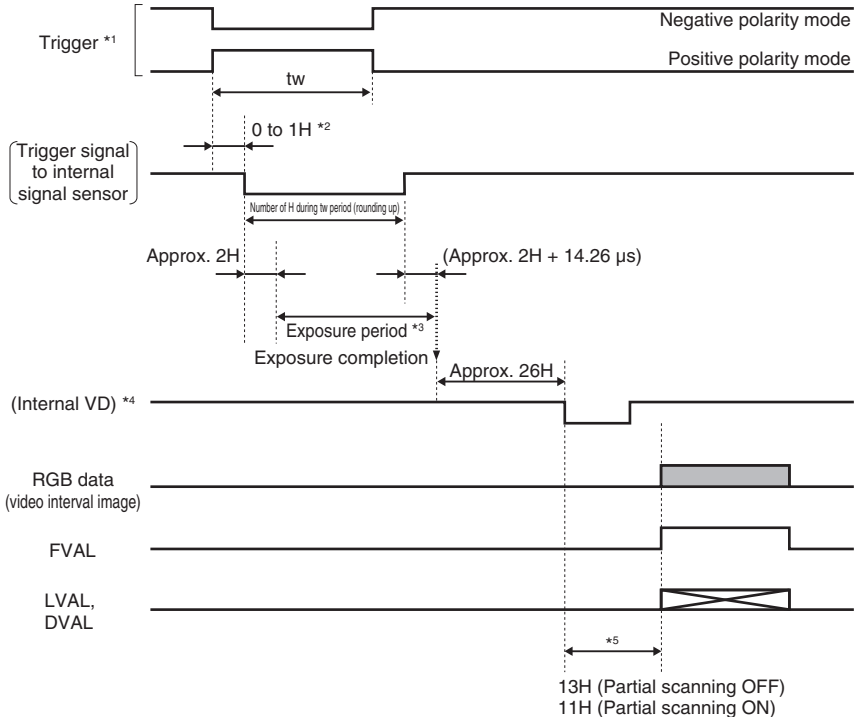 Negative polarity mode
Trigger *1
Positive polarity mode
tw
0 to 1H *2
Trigger signal
to internal
signal sensor
Number of H during tw period (rounding up)
Approx. 2H
(Approx. 2H + 14.26 μs)
Exposure period *3
Exposure completion
Approx. 26H
(Internal VD) *4
RGB data
(video interval image)
FVAL
LVAL,
DVAL
*5
13H (Partial scanning OFF)
11H (Partial scanning ON)